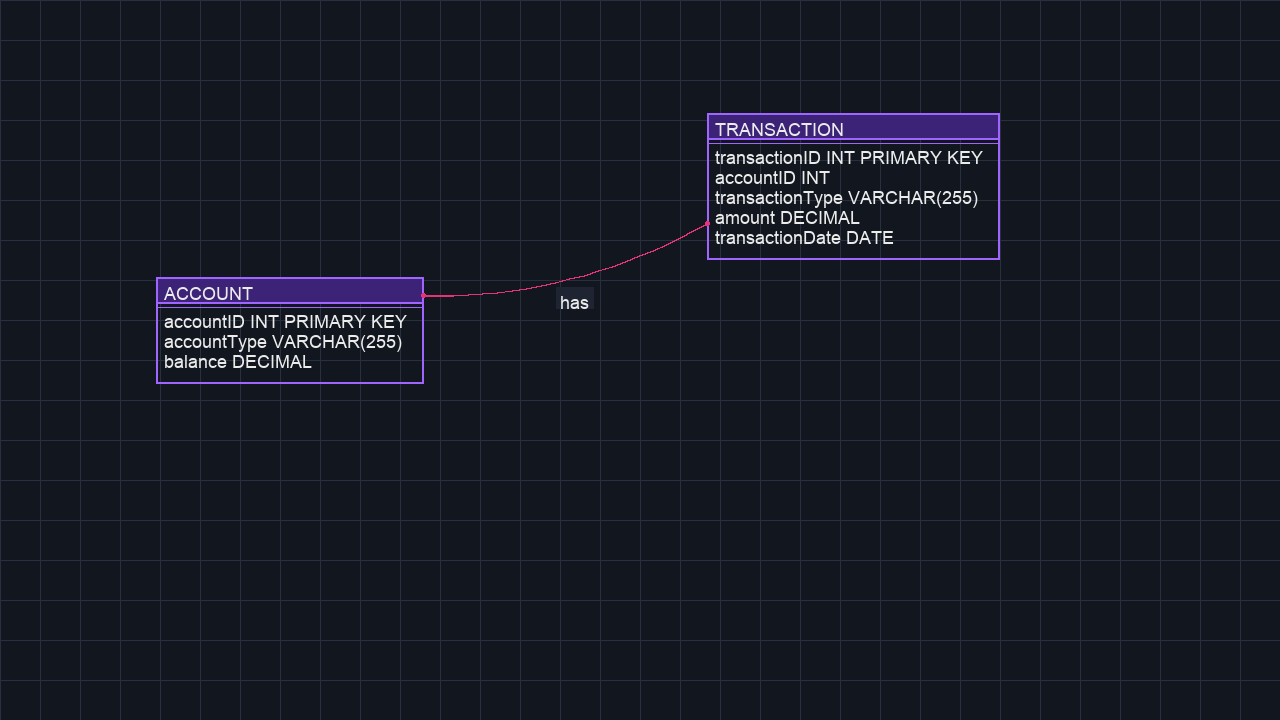 TRANSACTION
transactionID INT PRIMARY KEY
accountID INT
transactionType VARCHAR(255)
amount DECIMAL
transactionDate DATE
ACCOUNT
accountID INT PRIMARY KEY
accountType VARCHAR(255)
balance DECIMAL
has